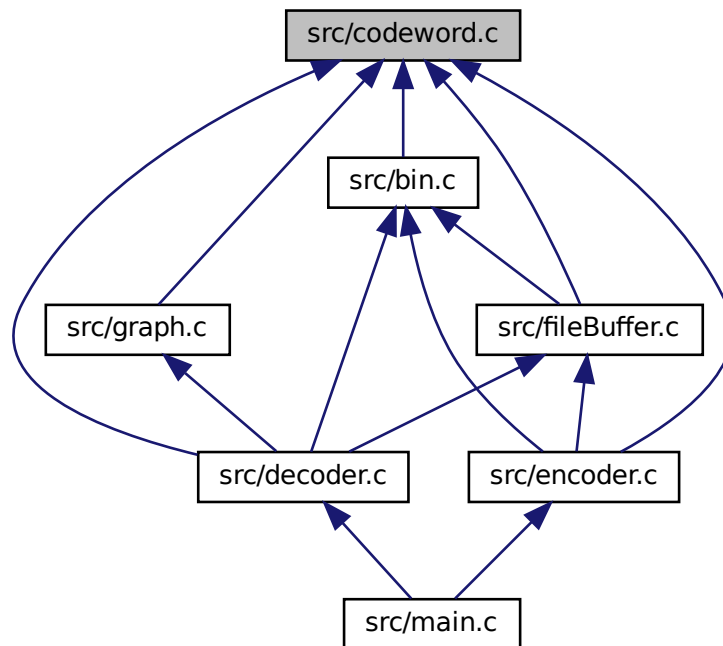 src/codeword.c
src/bin.c
src/graph.c
src/fileBuffer.c
src/decoder.c
src/encoder.c
src/main.c